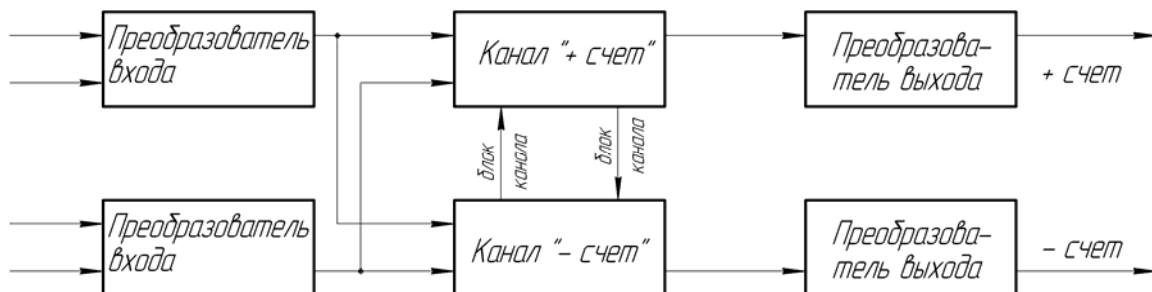 Преобразователь
входа
Канал "+ счет"
Преобразова-
тель выхода
+ счет
блок
канала
блок
канала
Преобразователь
входа
Канал "- счет"
Преобразова-
тель выхода
- счет